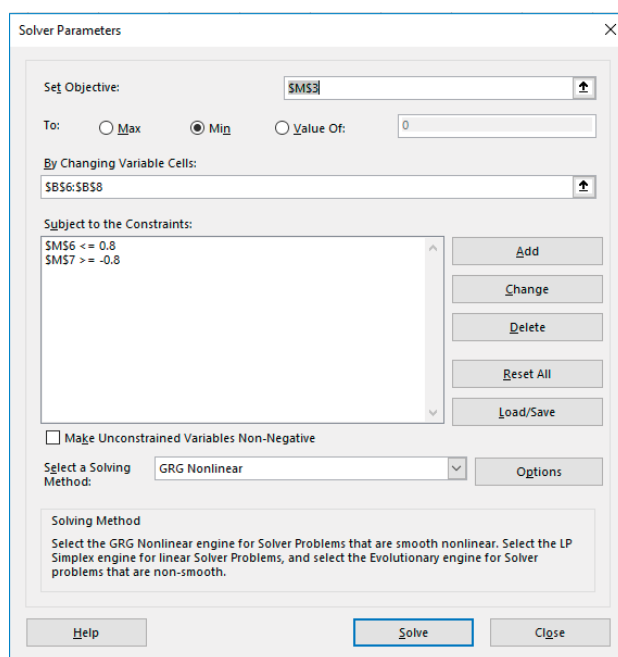 Solver Parameters
Set Objective: $M$3
To: Max Min Value Of: 0
By Changing Variable Cells:
$B$6:$B$8
Subject to the Constraints:
$M$6 <= 0.8
$M$7 >= -0.8
Add
Change
Delete
Reset All
Load/Save
Make Unconstrained Variables Non-Negative
Select a Solving
Method:
GRG Nonlinear
Options
Solving Method
Select the GRG Nonlinear engine for Solver Problems that are smooth nonlinear. Select the LP
Simplex engine for linear Solver Problems, and select the Evolutionary engine for Solver
problems that are non-smooth.
Help
Solve
Close